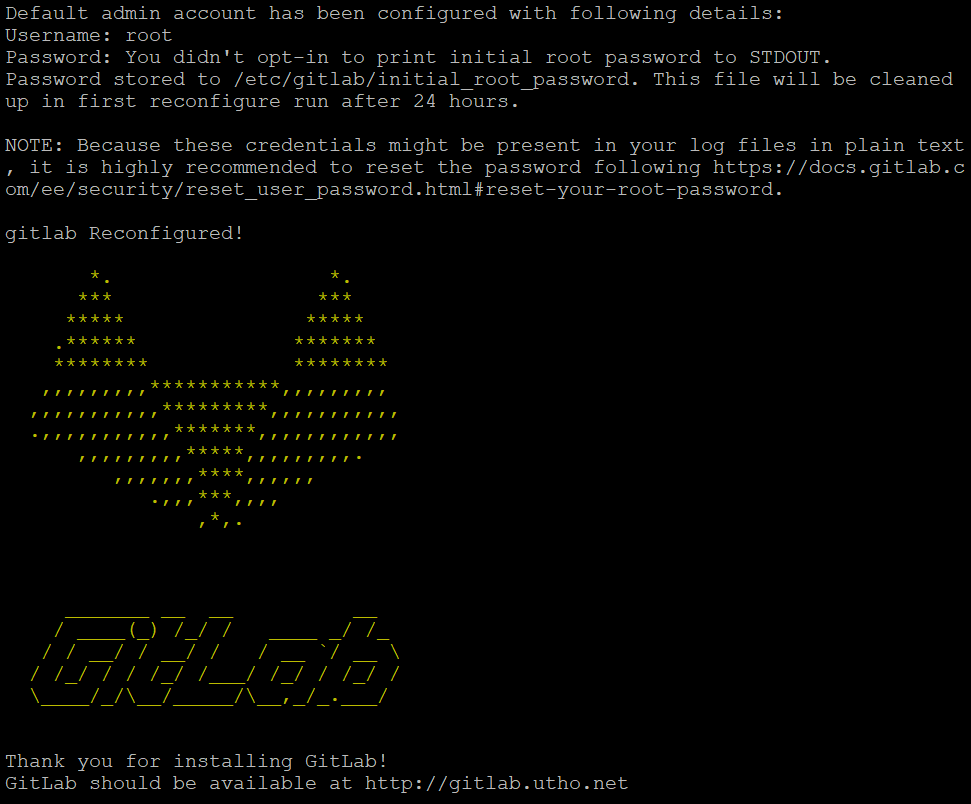 Default admin account has been configured with following details:
Username: root
Password: You didn't opt-in to print initial root password to STDOUT.
Password stored to /etc/gitlab/initial_root_password. This file will be cleaned
up in first reconfigure run after 24 hours.
NOTE: Because these credentials might be present in your log files in plain text
, it is highly recommended to reset the password following https://docs.gitlab.c
om/ee/security/reset_user_password.html#reset-your-root-password.
gitlab Reconfigured!
GitLab
Thank you for installing GitLab!
GitLab should be available at http://gitlab.utho.net